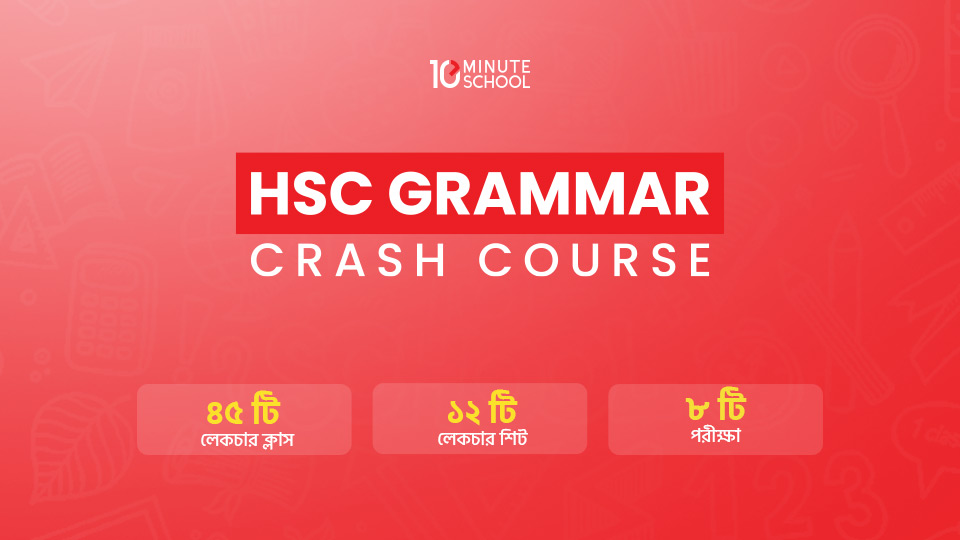 10 MINUTE
SCHOOL
HSC GRAMMAR
CRASH COURSE
৪৫ টি
লেকচার ক্লাস
১২ টি
লেকচার শিট
৮ টি
পরীক্ষা